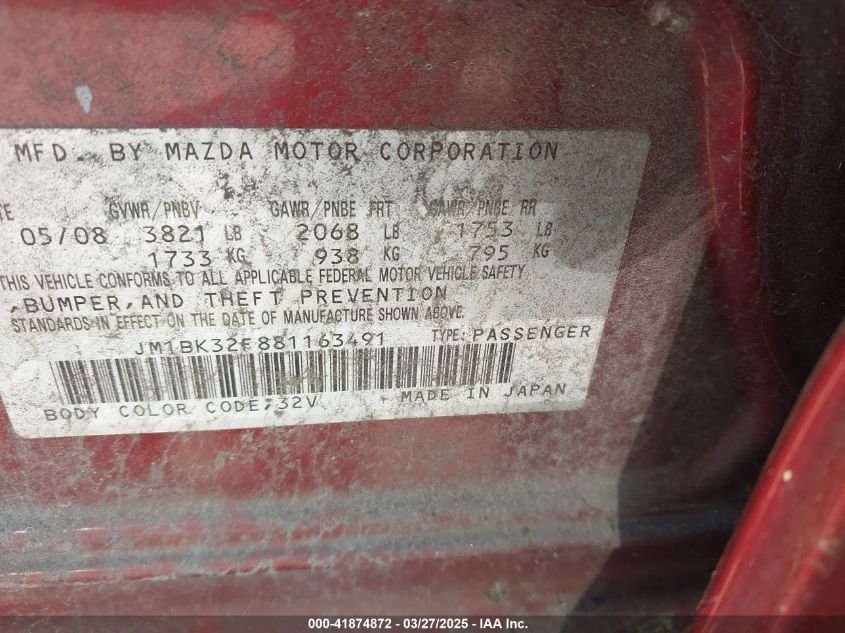 MFD. BY MAZDA MOTOR CORPORATION
TE GVWR/PNBV GAWR/PNBE FRT GAWR/PNBE RR
05/08 3821 LB 2068 LB 1753 LB
1733 KG 938 KG 795 KG
THIS VEHICLE CONFORMS TO ALL APPLICABLE FEDERAL MOTOR VEHICLE SAFETY
,BUMPER,AND THEFT PREVENTION
STANDARDS IN EFFECT ON THE DATE OF MANUFACTURE SHOWN ABOVE.
JM1BK32F881163491 TYPE: PASSENGER
BODY COLOR CODE;32V MADE IN JAPAN
000-41874872 — 03/27/2025 — IAA Inc.